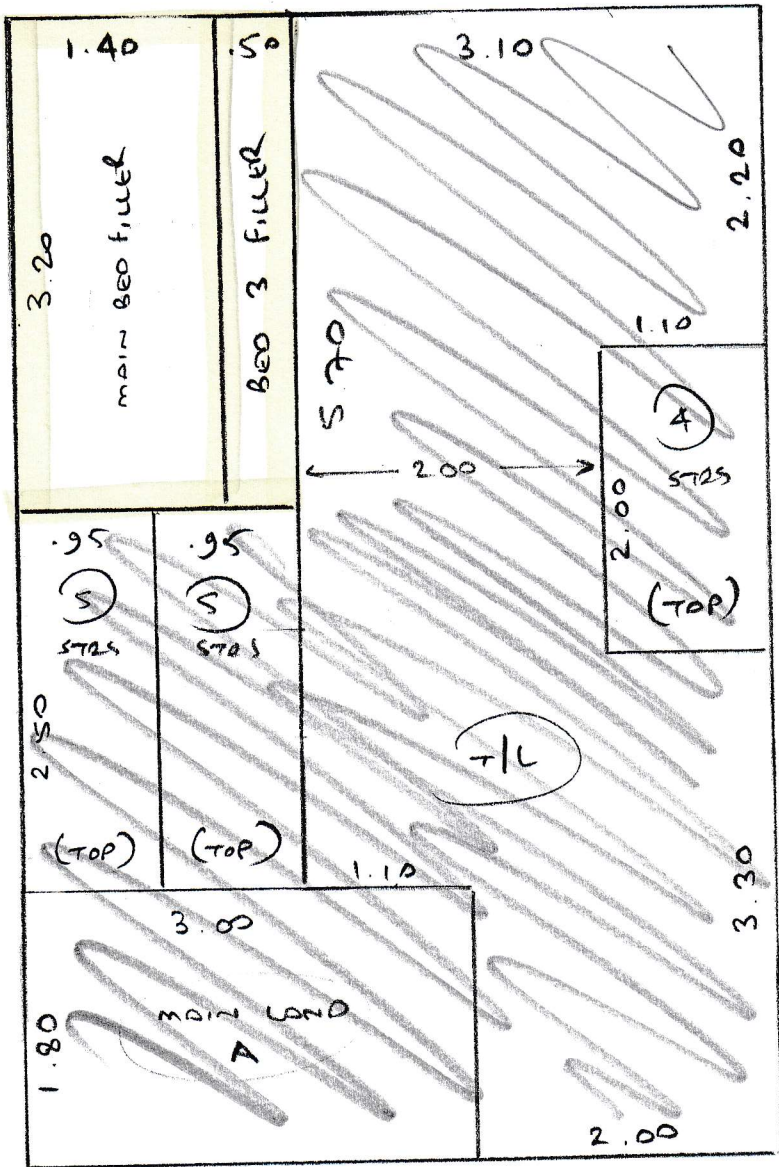 1.40
.50
3.10
3.20
MAIN BED FILLER
BED 3 FILLER
2.20
5.70
1.10
2.00
4
STRS
2.00
(TOP)
.95
5
STRS
2.50
(TOP)
.95
5
STRS
(TOP)
T/L
1.10
3.30
3.00
1.80
MAIN LAND
A
2.00